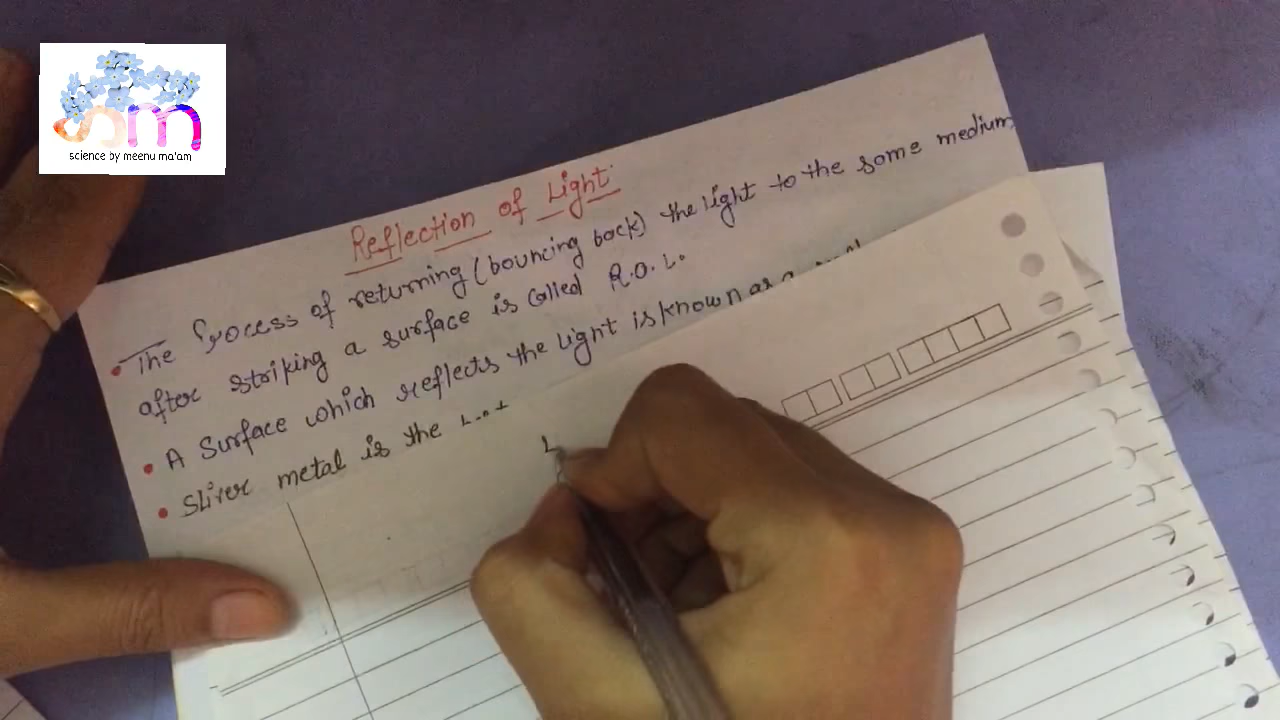 science by meenu ma'am
Reflection of Light
• The Process of returning (bouncing back) the light to the some medium
after striking a surface is called R.O.L.
• A Surface which reflects the light is known as a
• Sliver metal is the
L